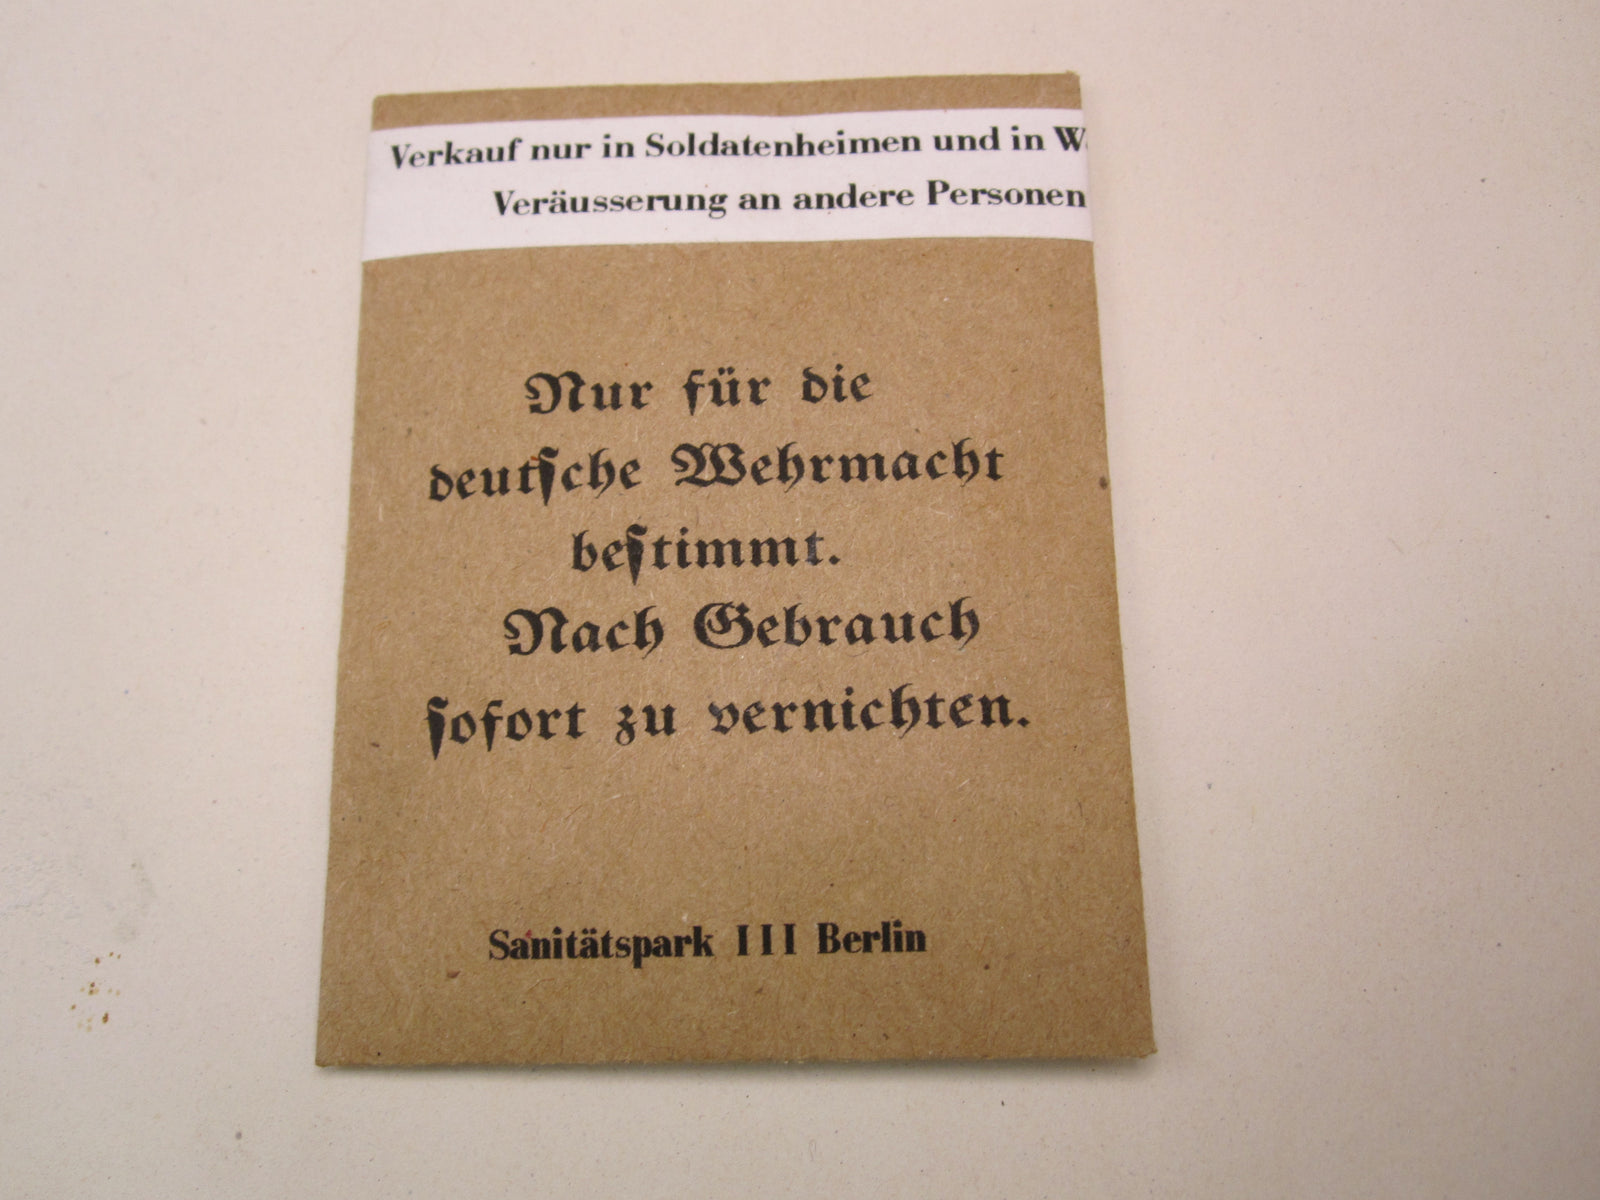 Verkauf nur in Soldatenheimen und in
Veräusserung an andere Personen
Nur für die
deutſche Wehrmacht
beſtimmt.
Nach Gebrauch
ſofort zu vernichten.
Sanitätspark III Berlin